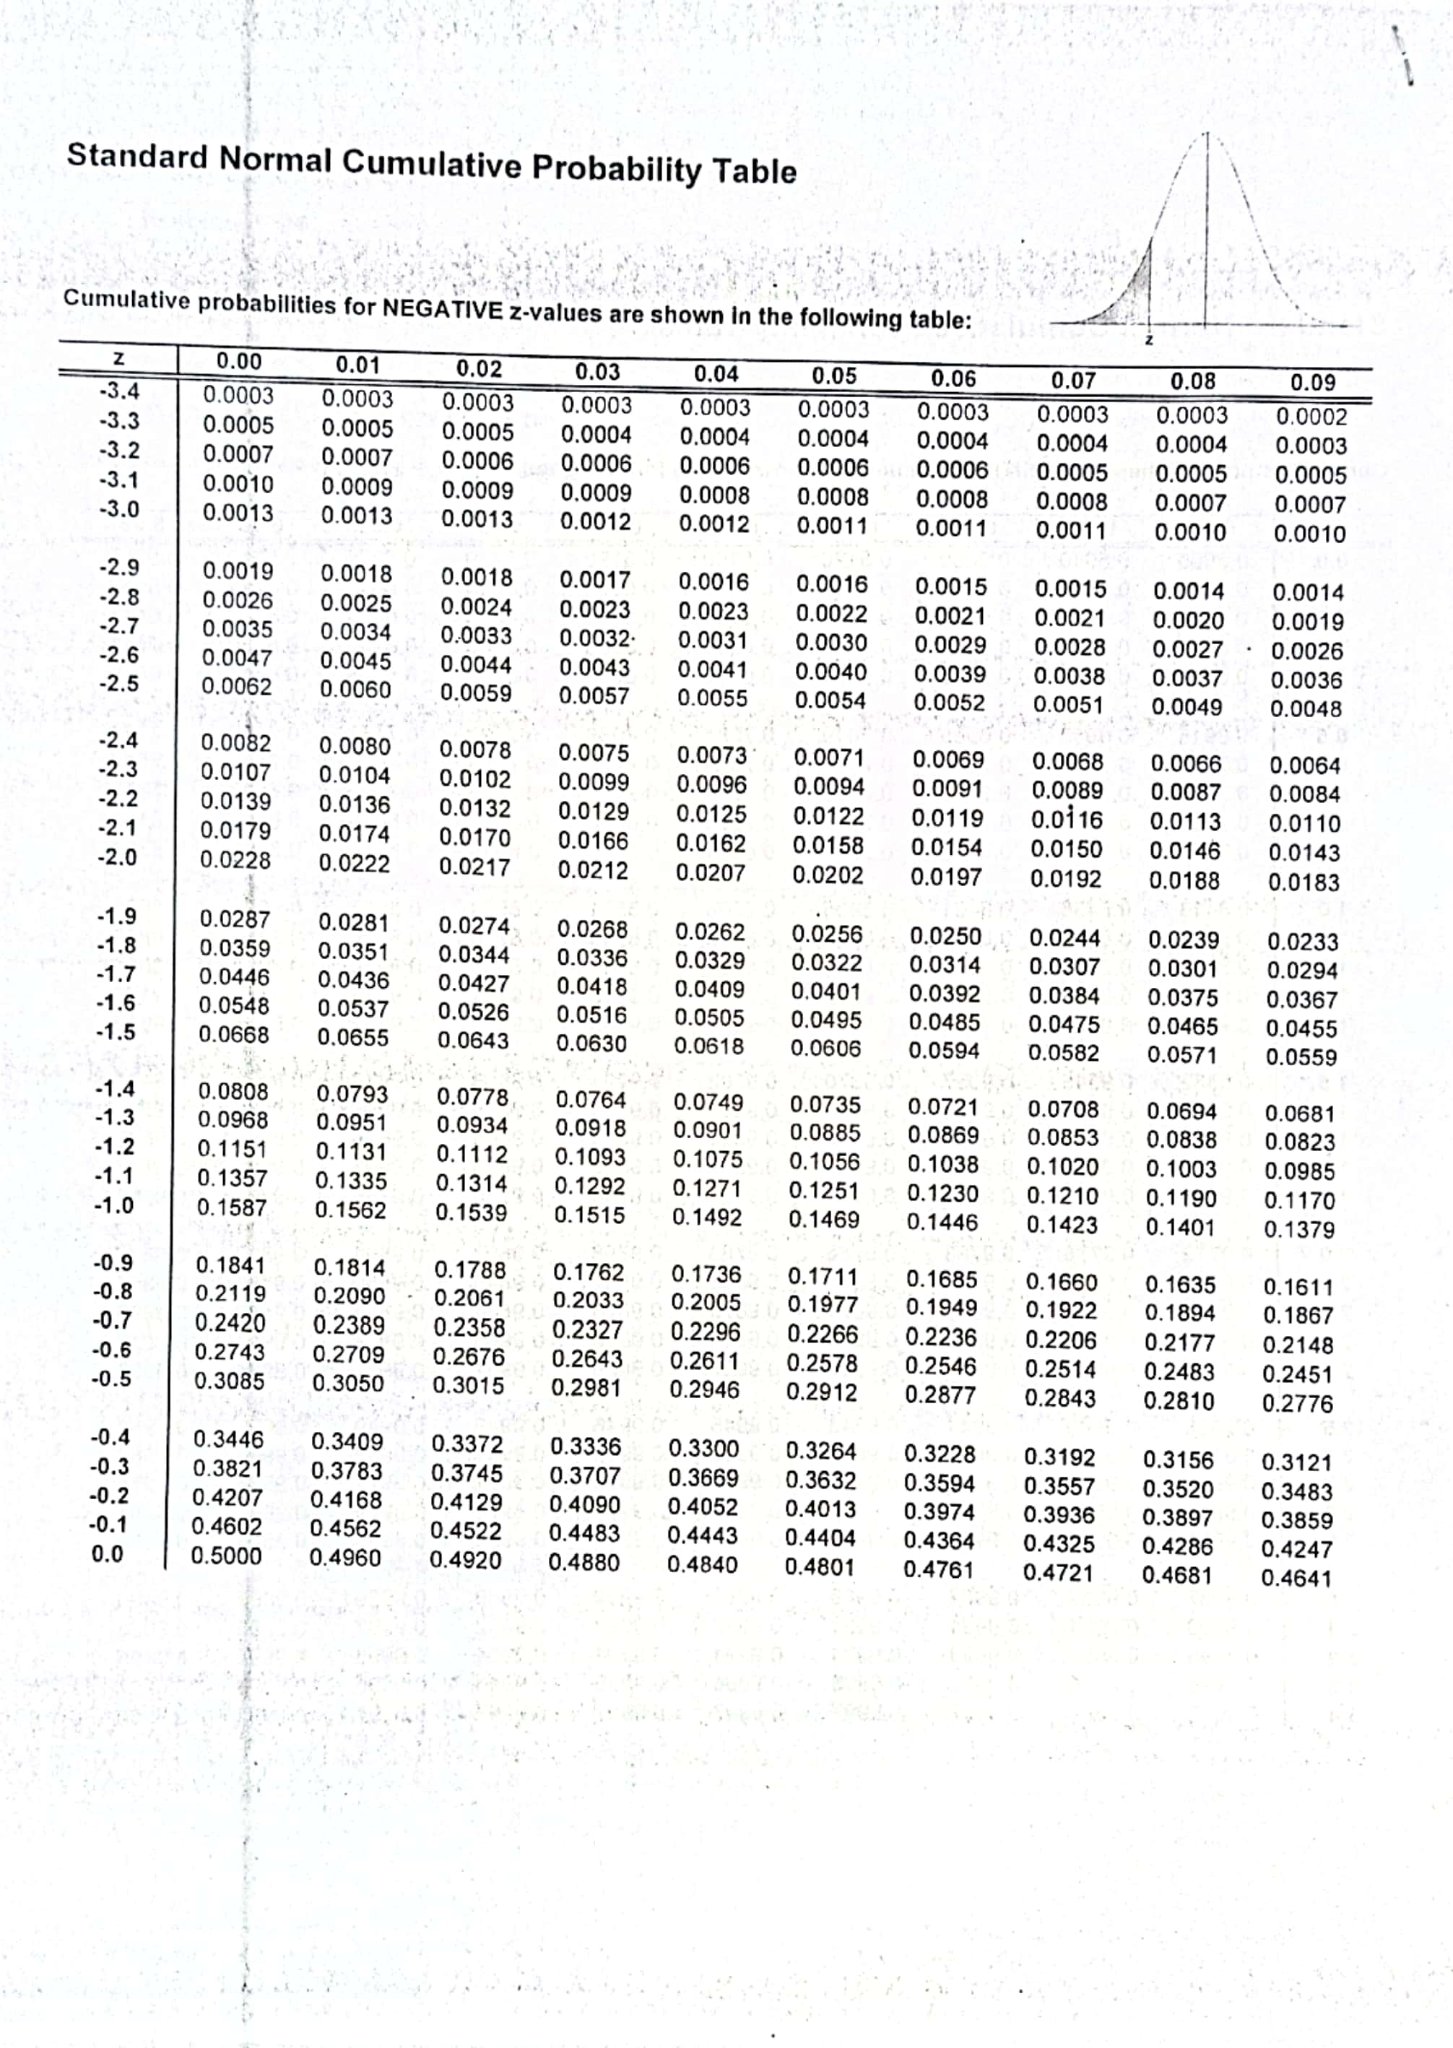 Standard Normal Cumulative Probability Table
z
Cumulative probabilities for NEGATIVE z-values are shown in the following table:
z 0.00 0.01 0.02 0.03 0.04 0.05 0.06 0.07 0.08 0.09
-3.4 0.0003 0.0003 0.0003 0.0003 0.0003 0.0003 0.0003 0.0003 0.0003 0.0002
-3.3 0.0005 0.0005 0.0005 0.0004 0.0004 0.0004 0.0004 0.0004 0.0004 0.0003
-3.2 0.0007 0.0007 0.0006 0.0006 0.0006 0.0006 0.0006 0.0005 0.0005 0.0005
-3.1 0.0010 0.0009 0.0009 0.0009 0.0008 0.0008 0.0008 0.0008 0.0007 0.0007
-3.0 0.0013 0.0013 0.0013 0.0012 0.0012 0.0011 0.0011 0.0011 0.0010 0.0010
-2.9 0.0019 0.0018 0.0018 0.0017 0.0016 0.0016 0.0015 0.0015 0.0014 0.0014
-2.8 0.0026 0.0025 0.0024 0.0023 0.0023 0.0022 0.0021 0.0021 0.0020 0.0019
-2.7 0.0035 0.0034 0.0033 0.0032 0.0031 0.0030 0.0029 0.0028 0.0027 0.0026
-2.6 0.0047 0.0045 0.0044 0.0043 0.0041 0.0040 0.0039 0.0038 0.0037 0.0036
-2.5 0.0062 0.0060 0.0059 0.0057 0.0055 0.0054 0.0052 0.0051 0.0049 0.0048
-2.4 0.0082 0.0080 0.0078 0.0075 0.0073 0.0071 0.0069 0.0068 0.0066 0.0064
-2.3 0.0107 0.0104 0.0102 0.0099 0.0096 0.0094 0.0091 0.0089 0.0087 0.0084
-2.2 0.0139 0.0136 0.0132 0.0129 0.0125 0.0122 0.0119 0.0116 0.0113 0.0110
-2.1 0.0179 0.0174 0.0170 0.0166 0.0162 0.0158 0.0154 0.0150 0.0146 0.0143
-2.0 0.0228 0.0222 0.0217 0.0212 0.0207 0.0202 0.0197 0.0192 0.0188 0.0183
-1.9 0.0287 0.0281 0.0274 0.0268 0.0262 0.0256 0.0250 0.0244 0.0239 0.0233
-1.8 0.0359 0.0351 0.0344 0.0336 0.0329 0.0322 0.0314 0.0307 0.0301 0.0294
-1.7 0.0446 0.0436 0.0427 0.0418 0.0409 0.0401 0.0392 0.0384 0.0375 0.0367
-1.6 0.0548 0.0537 0.0526 0.0516 0.0505 0.0495 0.0485 0.0475 0.0465 0.0455
-1.5 0.0668 0.0655 0.0643 0.0630 0.0618 0.0606 0.0594 0.0582 0.0571 0.0559
-1.4 0.0808 0.0793 0.0778 0.0764 0.0749 0.0735 0.0721 0.0708 0.0694 0.0681
-1.3 0.0968 0.0951 0.0934 0.0918 0.0901 0.0885 0.0869 0.0853 0.0838 0.0823
-1.2 0.1151 0.1131 0.1112 0.1093 0.1075 0.1056 0.1038 0.1020 0.1003 0.0985
-1.1 0.1357 0.1335 0.1314 0.1292 0.1271 0.1251 0.1230 0.1210 0.1190 0.1170
-1.0 0.1587 0.1562 0.1539 0.1515 0.1492 0.1469 0.1446 0.1423 0.1401 0.1379
-0.9 0.1841 0.1814 0.1788 0.1762 0.1736 0.1711 0.1685 0.1660 0.1635 0.1611
-0.8 0.2119 0.2090 0.2061 0.2033 0.2005 0.1977 0.1949 0.1922 0.1894 0.1867
-0.7 0.2420 0.2389 0.2358 0.2327 0.2296 0.2266 0.2236 0.2206 0.2177 0.2148
-0.6 0.2743 0.2709 0.2676 0.2643 0.2611 0.2578 0.2546 0.2514 0.2483 0.2451
-0.5 0.3085 0.3050 0.3015 0.2981 0.2946 0.2912 0.2877 0.2843 0.2810 0.2776
-0.4 0.3446 0.3409 0.3372 0.3336 0.3300 0.3264 0.3228 0.3192 0.3156 0.3121
-0.3 0.3821 0.3783 0.3745 0.3707 0.3669 0.3632 0.3594 0.3557 0.3520 0.3483
-0.2 0.4207 0.4168 0.4129 0.4090 0.4052 0.4013 0.3974 0.3936 0.3897 0.3859
-0.1 0.4602 0.4562 0.4522 0.4483 0.4443 0.4404 0.4364 0.4325 0.4286 0.4247
0.0 0.5000 0.4960 0.4920 0.4880 0.4840 0.4801 0.4761 0.4721 0.4681 0.4641